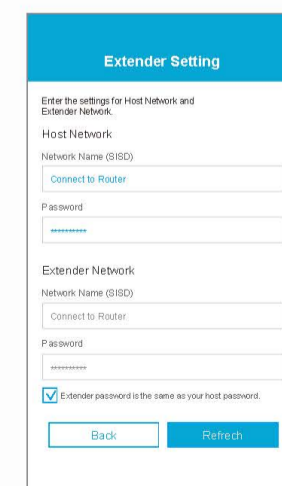 Extender Setting
Enter the settings for Host Network and
Extender Network.
Host Network
Network Name (SISD)
Connect to Router
Password
**********
Extender Network
Network Name (SISD)
Connect to Router
Password
**********
Extender password is the same as your host password.
Back
Refrech